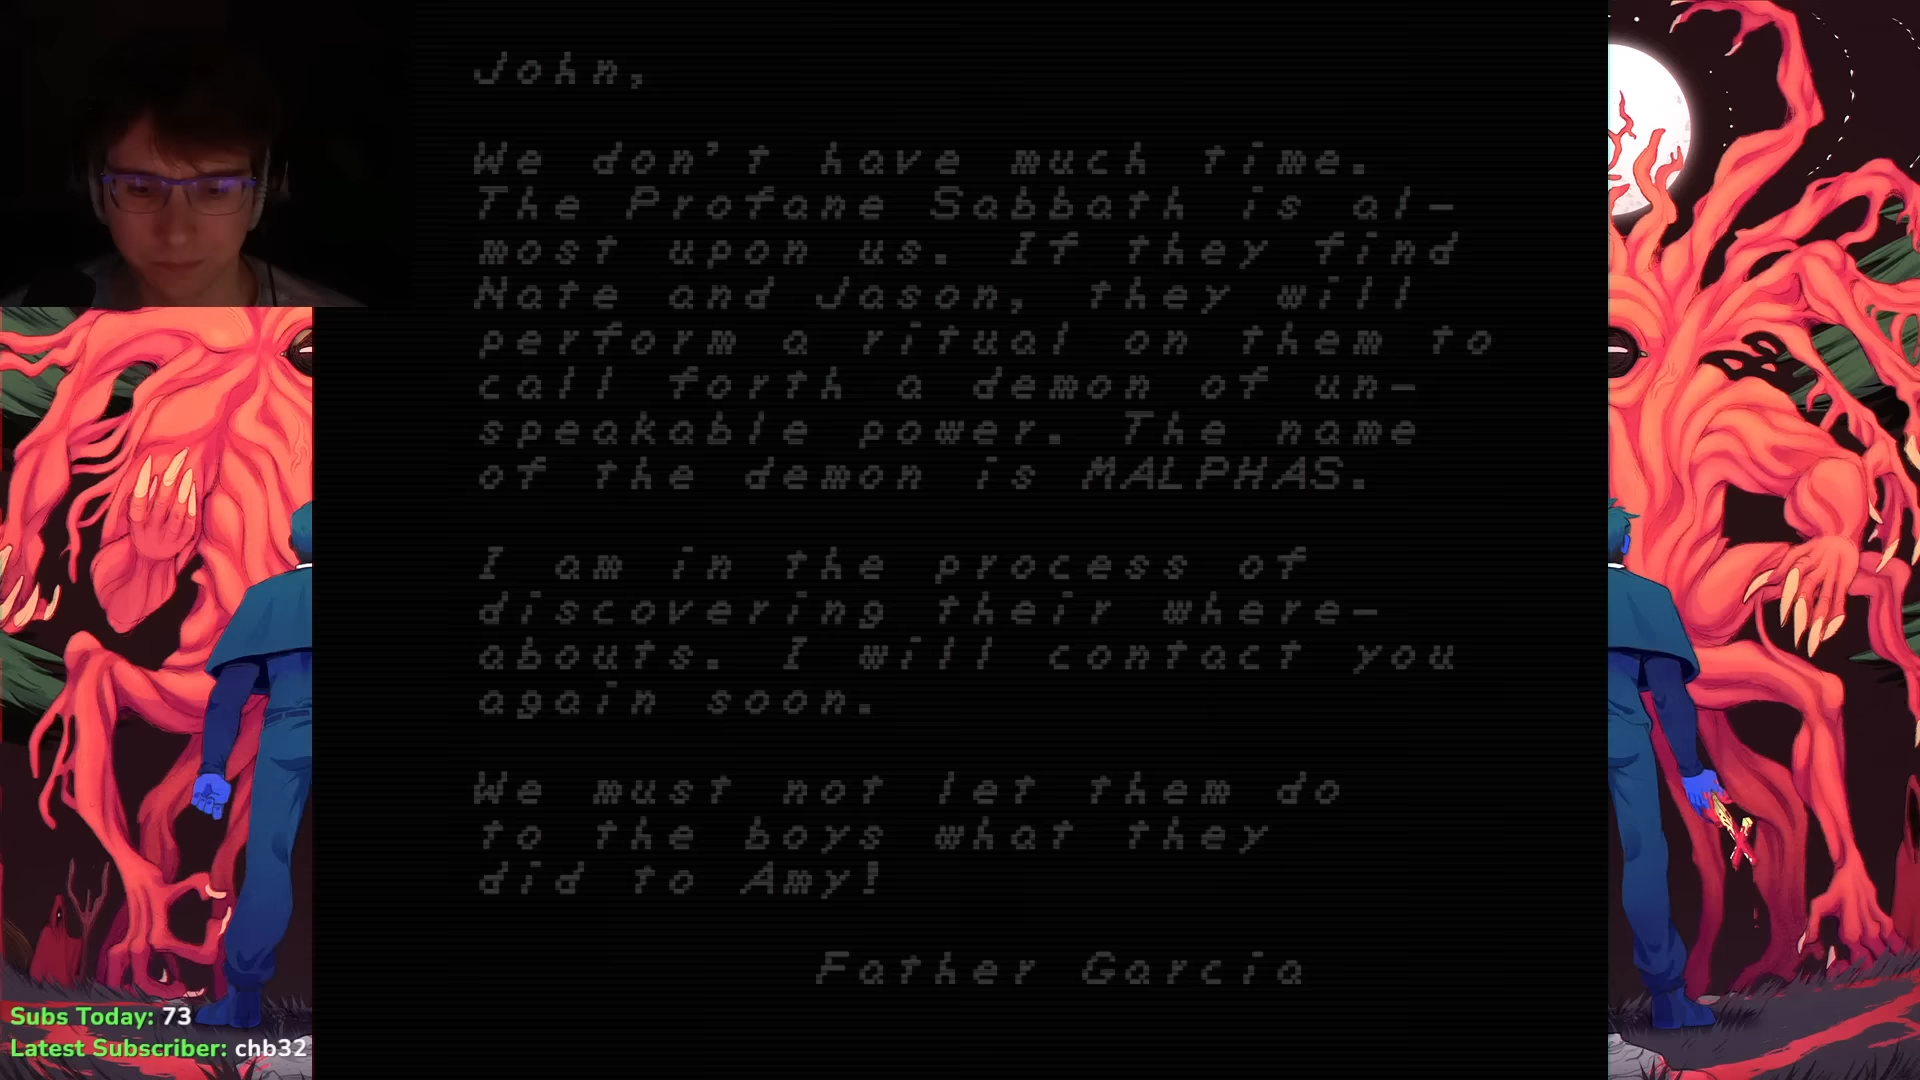 John,
We don't have much time.
The Profane Sabbath is al-
most upon us. If they find
Nate and Jason, they will
perform a ritual on them to
call forth a demon of un-
speakable power. The name
of the demon is MALPHAS.
I am in the process of
discovering their where-
abouts. I will contact you
again soon.
We must not let them do
to the boys what they
did to Amy!
Father Garcia
Subs Today: 73
Latest Subscriber: chb32